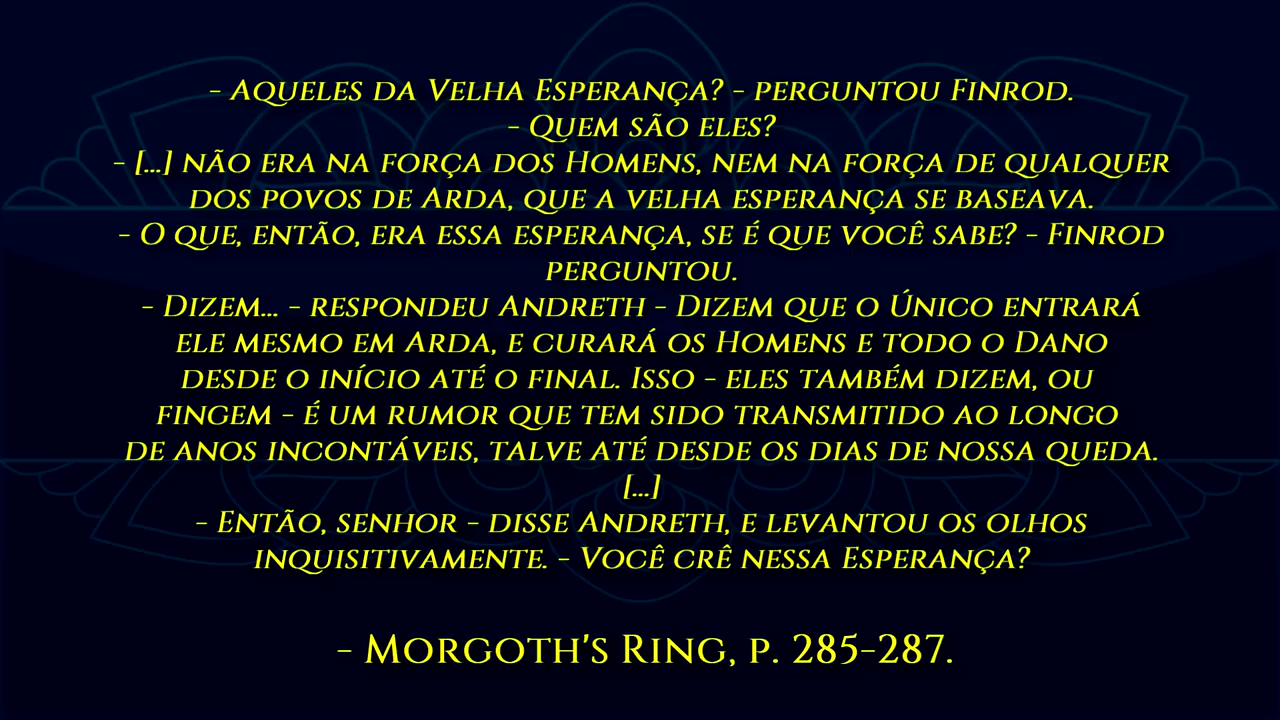 - Aqueles da Velha Esperança? - perguntou Finrod.
- Quem são eles?
- [...] não era na força dos Homens, nem na força de qualquer
dos povos de Arda, que a velha esperança se baseava.
- O que, então, era essa esperança, se é que você sabe? - Finrod
perguntou.
- Dizem... - respondeu Andreth - Dizem que o Único entrará
ele mesmo em Arda, e curará os Homens e todo o Dano
desde o início até o final. Isso - eles também dizem, ou
fingem - é um rumor que tem sido transmitido ao longo
de anos incontáveis, talve até desde os dias de nossa queda.
[...]
- Então, senhor - disse Andreth, e levantou os olhos
inquisitivamente. - Você crê nessa Esperança?
- Morgoth's Ring, p. 285-287.